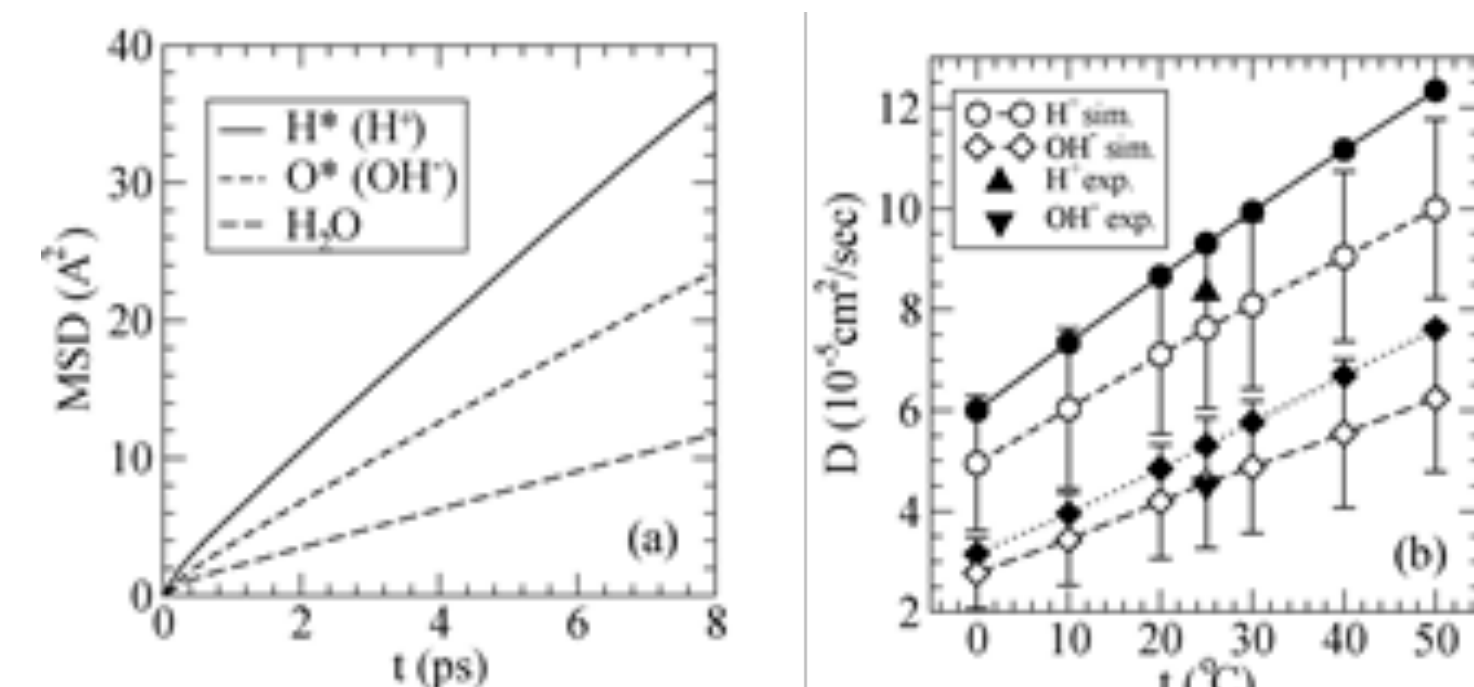 40
30
20
10
0
MSD (Å²)
H* (H⁺)
O* (OH⁻)
H₂O
(a)
0 2 4 6 8
t (ps)
12
10
8
6
4
2
D (10⁻⁵cm²/sec)
H⁺ sim.
OH⁻ sim.
H⁺ exp.
OH⁻ exp.
(b)
0 10 20 30 40 50
t (°C)